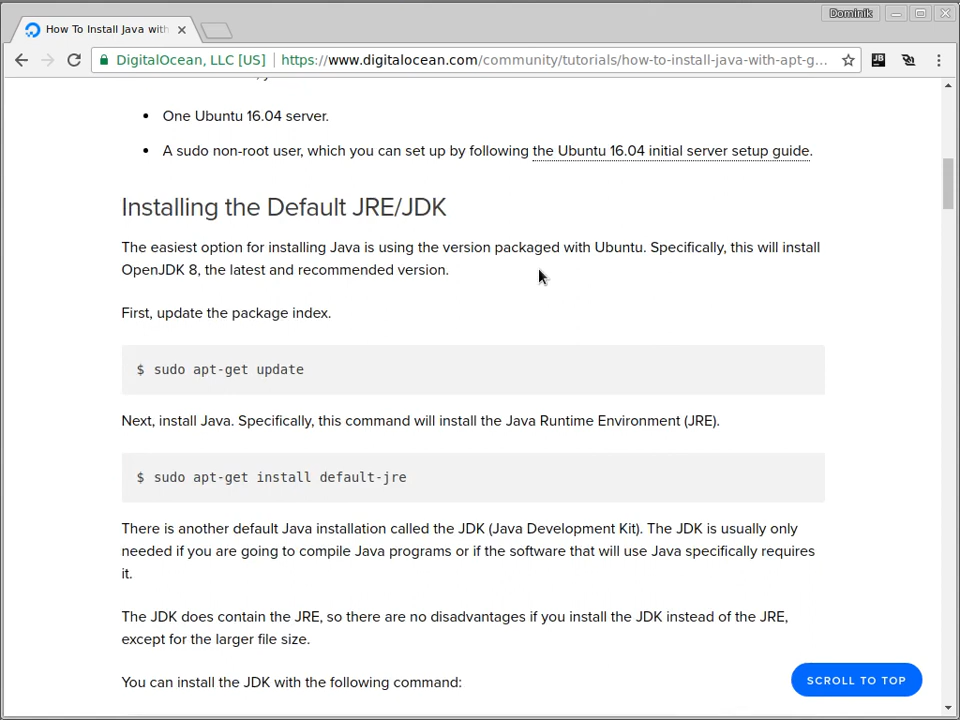 Dominik
How To Install Java with
DigitalOcean, LLC [US] https://www.digitalocean.com/community/tutorials/how-to-install-java-with-apt-g...
JB
• One Ubuntu 16.04 server.
• A sudo non-root user, which you can set up by following the Ubuntu 16.04 initial server setup guide.
Installing the Default JRE/JDK
The easiest option for installing Java is using the version packaged with Ubuntu. Specifically, this will install
OpenJDK 8, the latest and recommended version.
First, update the package index.
$ sudo apt-get update
Next, install Java. Specifically, this command will install the Java Runtime Environment (JRE).
$ sudo apt-get install default-jre
There is another default Java installation called the JDK (Java Development Kit). The JDK is usually only
needed if you are going to compile Java programs or if the software that will use Java specifically requires
it.
The JDK does contain the JRE, so there are no disadvantages if you install the JDK instead of the JRE,
except for the larger file size.
You can install the JDK with the following command:
SCROLL TO TOP